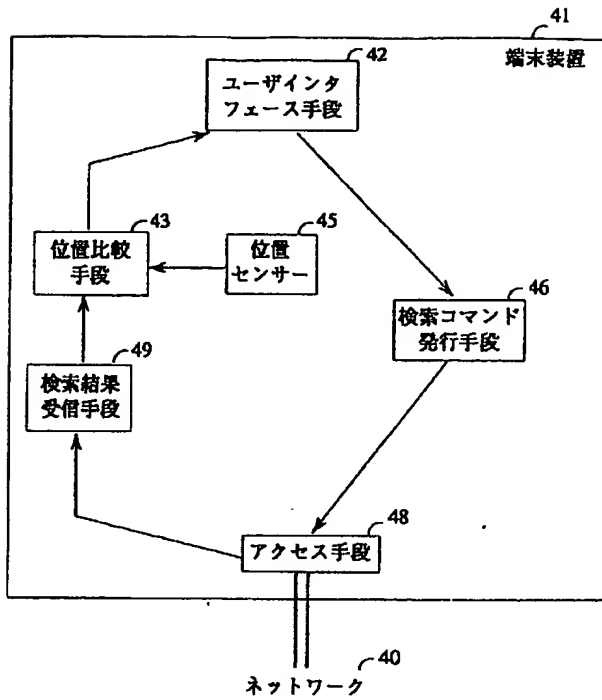 41
端末装置
42
ユーザインタ
フェース手段
43
位置比較
手段
45
位置
センサー
46
検索コマンド
発行手段
49
検索結果
受信手段
48
アクセス手段
40
ネットワーク